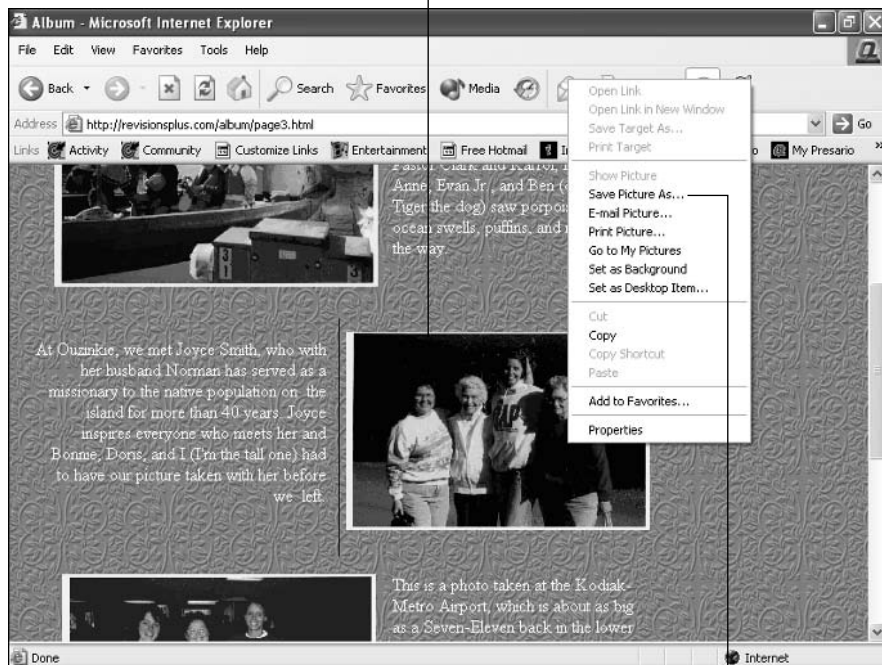 Album - Microsoft Internet Explorer
File Edit View Favorites Tools Help
Back Search Favorites Media
Address http://revisionsplus.com/album/page3.html Go
Links Activity Community Customize Links Entertainment Free Hotmail My Presario »
Open Link
Open Link in New Window
Save Target As...
Print Target
Show Picture
Save Picture As...
E-mail Picture...
Print Picture...
Go to My Pictures
Set as Background
Set as Desktop Item...
Cut
Copy
Copy Shortcut
Paste
Add to Favorites...
Properties
Pastor Clark and Karrol,
Anne, Evan Jr., and Ben
Tiger the dog) saw
ocean swells, puffins, and
the way.
At Ouzinkie, we met Joyce Smith, who with
her husband Norman has served as a
missionary to the native population on the
island for more than 40 years. Joyce
inspires everyone who meets her and
Bonnie, Doris, and I (I'm the tall one) had
to have our picture taken with her before
we left.
31
3
GAP
This is a photo taken at the Kodiak-
Metro Airport, which is about as big
as a Seven-Eleven back in the lower
Done Internet